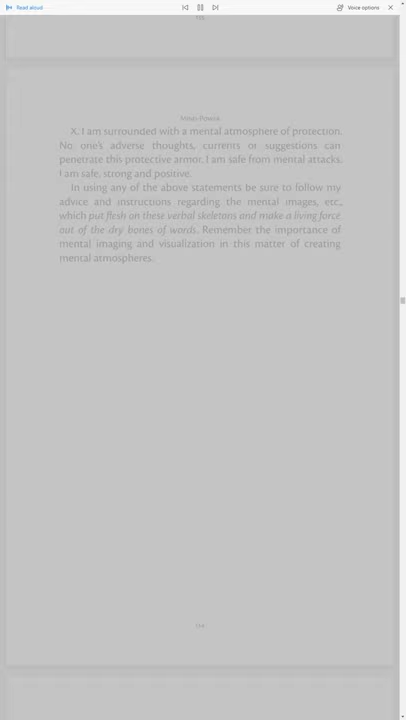 Read aloud
Voice options
Mind-Power
X. I am surrounded with a mental atmosphere of protection.
No one's adverse thoughts, currents or suggestions can
penetrate this protective armor. I am safe from mental attacks.
I am safe, strong and positive.
In using any of the above statements be sure to follow my
advice and instructions regarding the mental images, etc.,
which put flesh on these verbal skeletons and make a living force
out of the dry bones of words. Remember the importance of
mental imaging and visualization in this matter of creating
mental atmospheres.